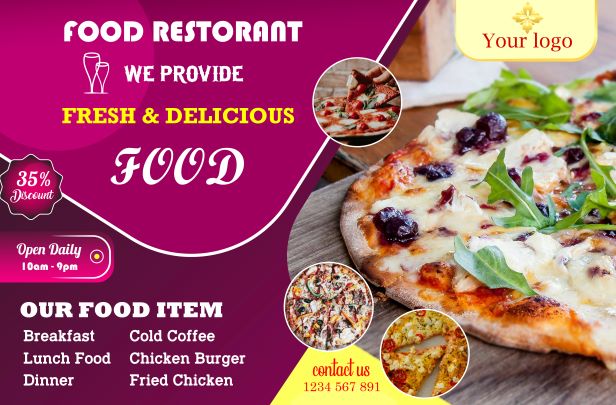 FOOD RESTORANT
WE PROVIDE
FRESH & DELICIOUS
FOOD
Your logo
35%
Discount
Open Daily
10am - 9pm
OUR FOOD ITEM
Breakfast
Lunch Food
Dinner
Cold Coffee
Chicken Burger
Fried Chicken
contact us
1234 567 891